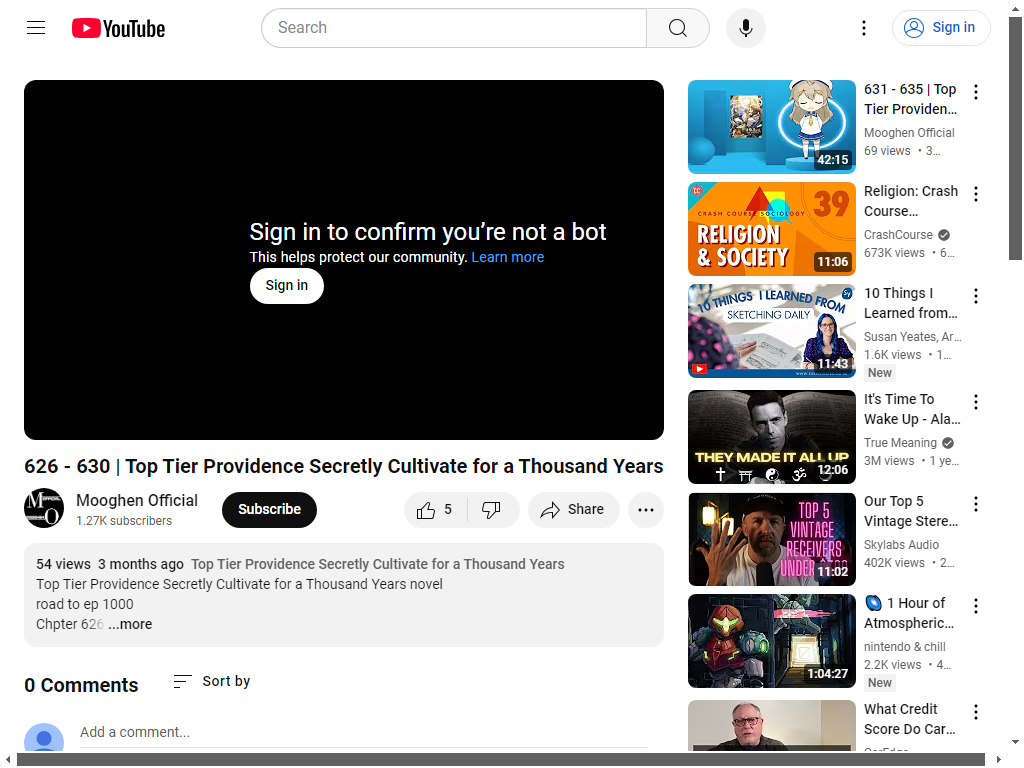 YouTube
Search
Sign in
Sign in to confirm you’re not a bot
This helps protect our community. Learn more
Sign in
626 - 630 | Top Tier Providence Secretly Cultivate for a Thousand Years
Mooghen Official
1.27K subscribers
Subscribe
5
Share
54 views 3 months ago Top Tier Providence Secretly Cultivate for a Thousand Years
Top Tier Providence Secretly Cultivate for a Thousand Years novel
road to ep 1000
Chpter 626 ...more
0 Comments
Sort by
Add a comment...
42:15
631 - 635 | Top
Tier Providen...
Mooghen Official
69 views • 3...
CRASH COURSE SOCIOLOGY
39
RELIGION
& SOCIETY
11:06
Religion: Crash
Course...
CrashCourse
673K views • 6...
10 THINGS I LEARNED FROM
SKETCHING DAILY
11:43
10 Things I
Learned from...
Susan Yeates, Ar...
1.6K views • 1...
New
THEY MADE IT ALL UP
12:06
It's Time To
Wake Up - Ala...
True Meaning
3M views • 1 ye...
TOP 5
VINTAGE
RECEIVERS
11:02
Our Top 5
Vintage Stere...
Skylabs Audio
402K views • 2...
1:04:27
1 Hour of
Atmospheric...
nintendo & chill
2.2K views • 4...
New
What Credit
Score Do Car...